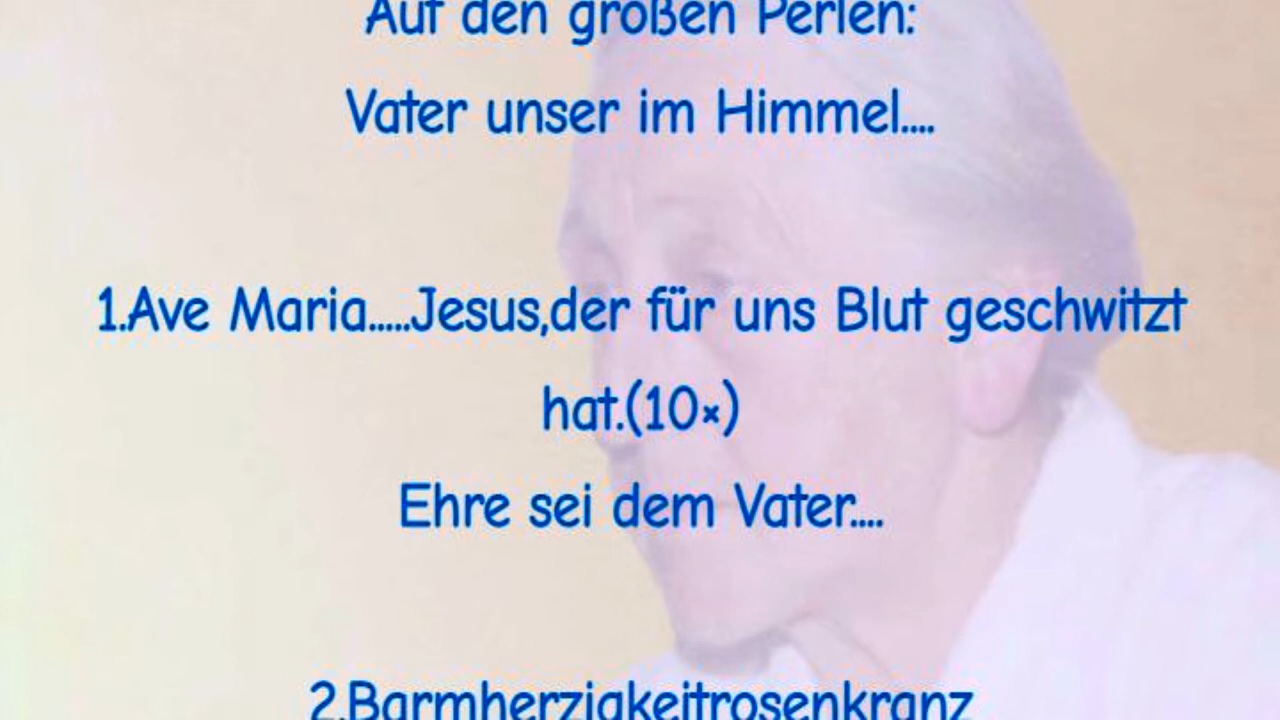 Auf den großen Perlen:
Vater unser im Himmel....
1.Ave Maria.....Jesus,der für uns Blut geschwitzt
hat.(10×)
Ehre sei dem Vater....
2.Barmherzigkeitrosenkranz